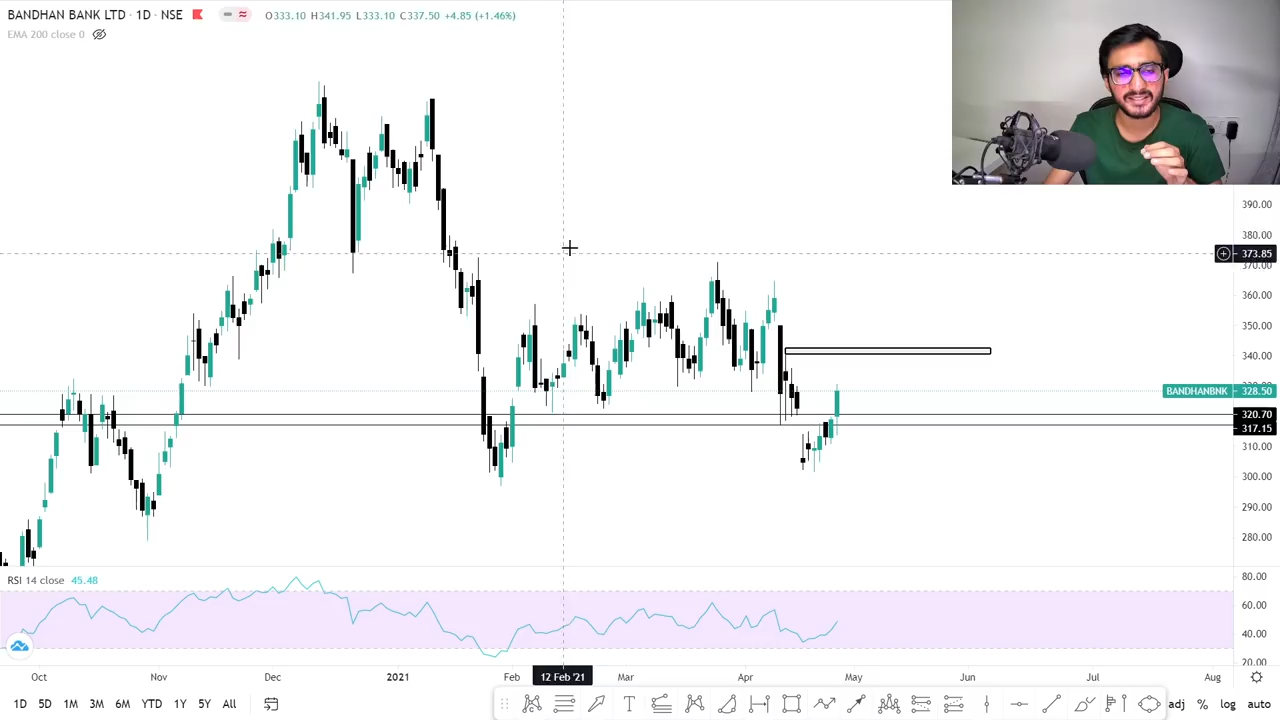 BANDHAN BANK LTD · 1D · NSE O333.10 H341.95 L333.10 C337.50 +4.85 (+1.46%)
EMA 200 close 0
390.00
380.00
373.85
370.00
360.00
350.00
340.00
BANDHANBNK 328.50
320.70
317.15
310.00
300.00
290.00
280.00
RSI 14 close 45.48
80.00
60.00
40.00
20.00
Oct Nov Dec 2021 Feb 12 Feb '21 Mar Apr May Jun Jul Aug
1D 5D 1M 3M 6M YTD 1Y 5Y All adj % log auto